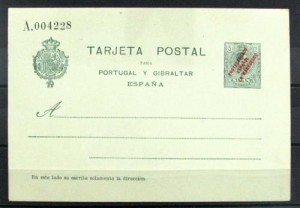 A.004228
TARJETA POSTAL
PARA
PORTUGAL Y GIBRALTAR
ESPAÑA
A
En este lado se escribe solamente la dirección